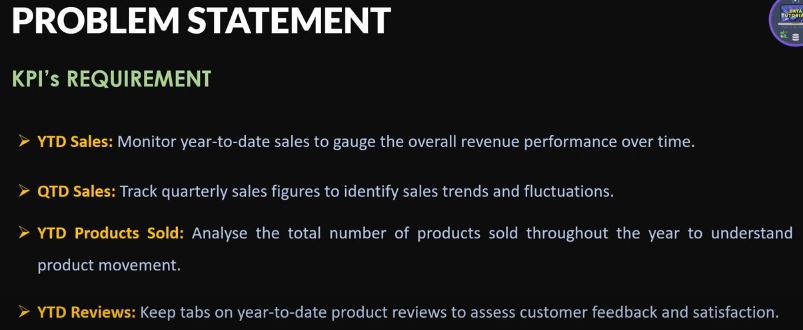 PROBLEM STATEMENT
KPI's REQUIREMENT
➢ YTD Sales: Monitor year-to-date sales to gauge the overall revenue performance over time.
➢ QTD Sales: Track quarterly sales figures to identify sales trends and fluctuations.
➢ YTD Products Sold: Analyse the total number of products sold throughout the year to understand
product movement.
➢ YTD Reviews: Keep tabs on year-to-date product reviews to assess customer feedback and satisfaction.